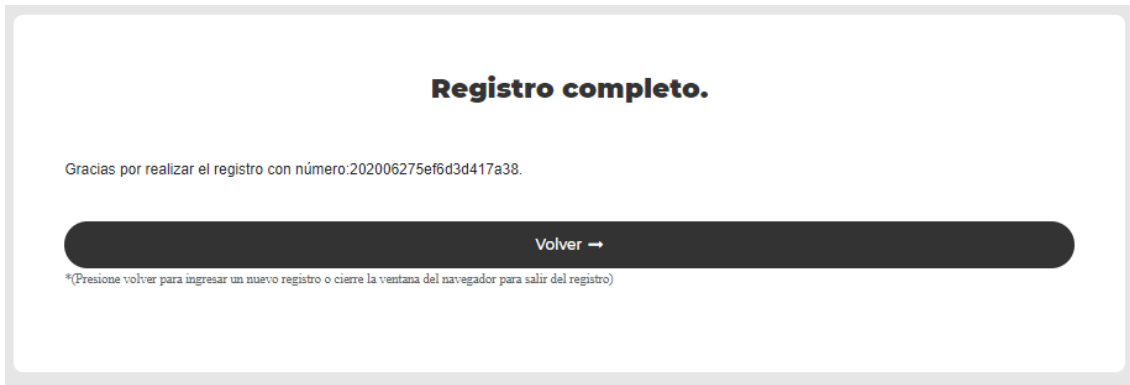 Registro completo.
Gracias por realizar el registro con número:202006275ef6d3d417a38.
Volver →
*(Presione volver para ingresar un nuevo registro o cierre la ventana del navegador para salir del registro)